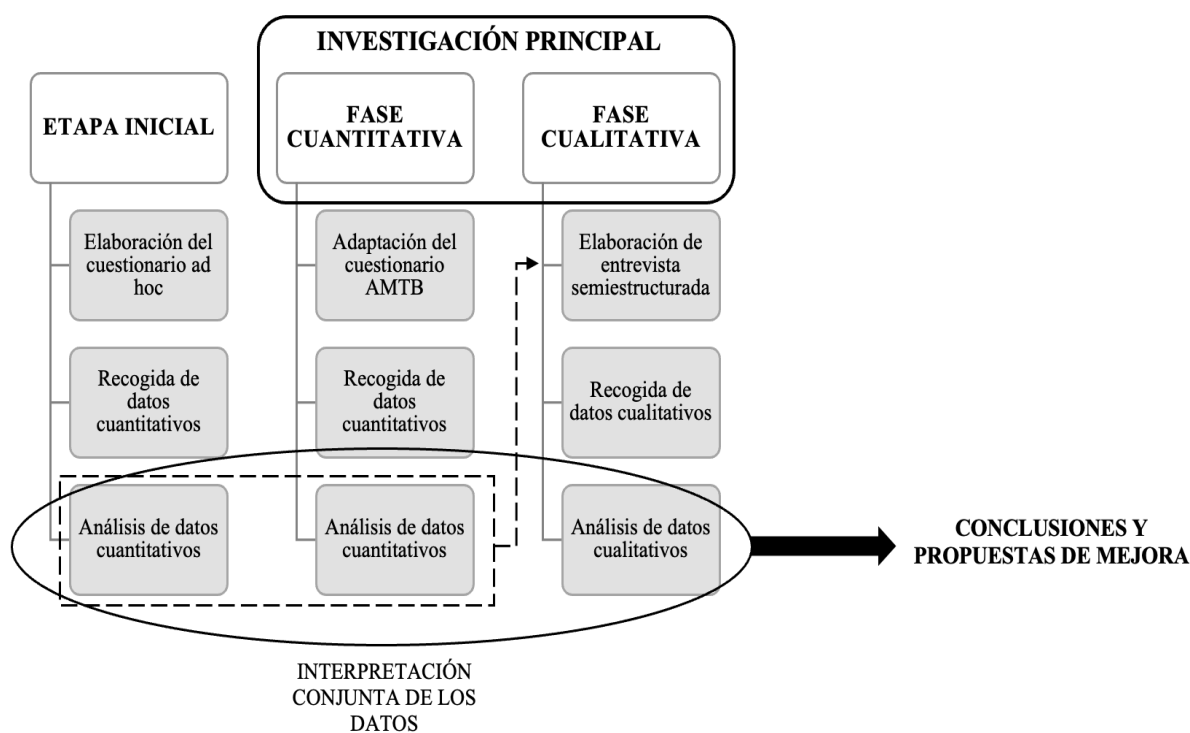 INVESTIGACIÓN PRINCIPAL
ETAPA INICIAL
FASE
CUANTITATIVA
FASE
CUALITATIVA
Elaboración del
cuestionario ad
hoc
Adaptación del
cuestionario
AMTB
Elaboración de
entrevista
semiestructurada
Recogida de
datos
cuantitativos
Recogida de
datos
cuantitativos
Recogida de
datos cualitativos
Análisis de datos
cuantitativos
Análisis de datos
cuantitativos
Análisis de datos
cualitativos
CONCLUSIONES Y
PROPUESTAS DE MEJORA
INTERPRETACIÓN
CONJUNTA DE LOS
DATOS